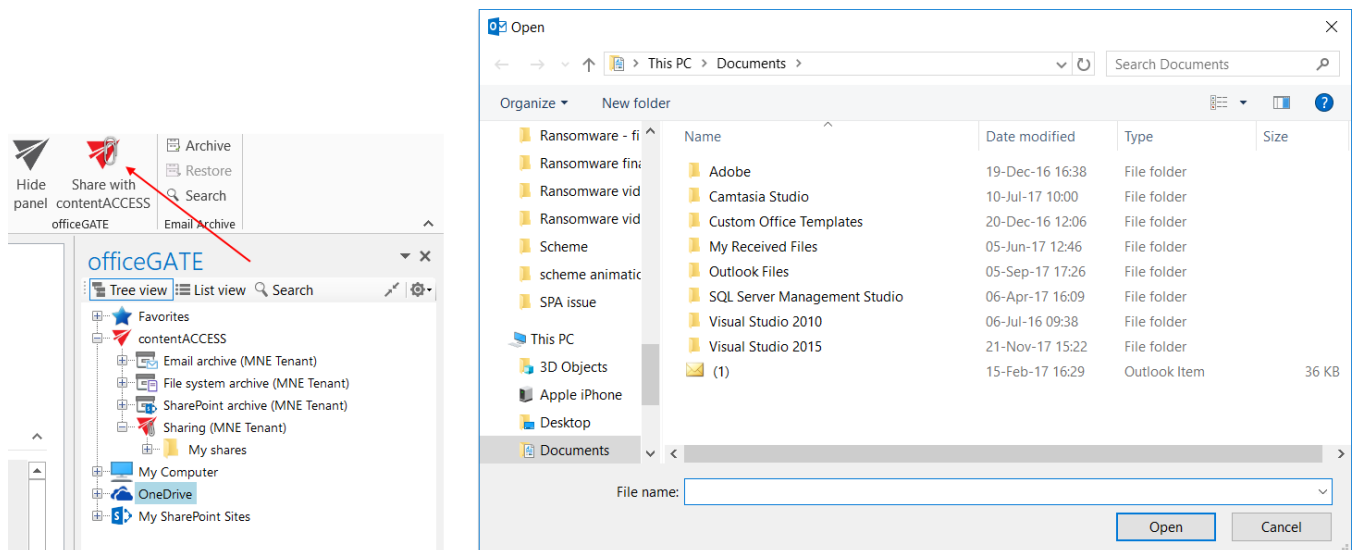 Hide
panel
Share with
contentACCESS
officeGATE
Archive
Restore
Search
Email Archive
officeGATE
Tree view List view Search
Favorites
contentACCESS
Email archive (MNE Tenant)
File system archive (MNE Tenant)
SharePoint archive (MNE Tenant)
Sharing (MNE Tenant)
My shares
My Computer
OneDrive
My SharePoint Sites
Open
This PC > Documents >
Search Documents
Organize New folder
Ransomware - fi
Ransomware fina
Ransomware vid
Ransomware vid
Scheme
scheme animatic
SPA issue
This PC
3D Objects
Apple iPhone
Desktop
Documents
Name Date modified Type Size
Adobe 19-Dec-16 16:38 File folder
Camtasia Studio 10-Jul-17 10:00 File folder
Custom Office Templates 20-Dec-16 12:06 File folder
My Received Files 05-Jun-17 12:46 File folder
Outlook Files 05-Sep-17 17:26 File folder
SQL Server Management Studio 06-Apr-17 16:09 File folder
Visual Studio 2010 06-Jul-16 09:38 File folder
Visual Studio 2015 21-Nov-17 15:22 File folder
(1) 15-Feb-17 16:29 Outlook Item 36 KB
File name:
Open Cancel